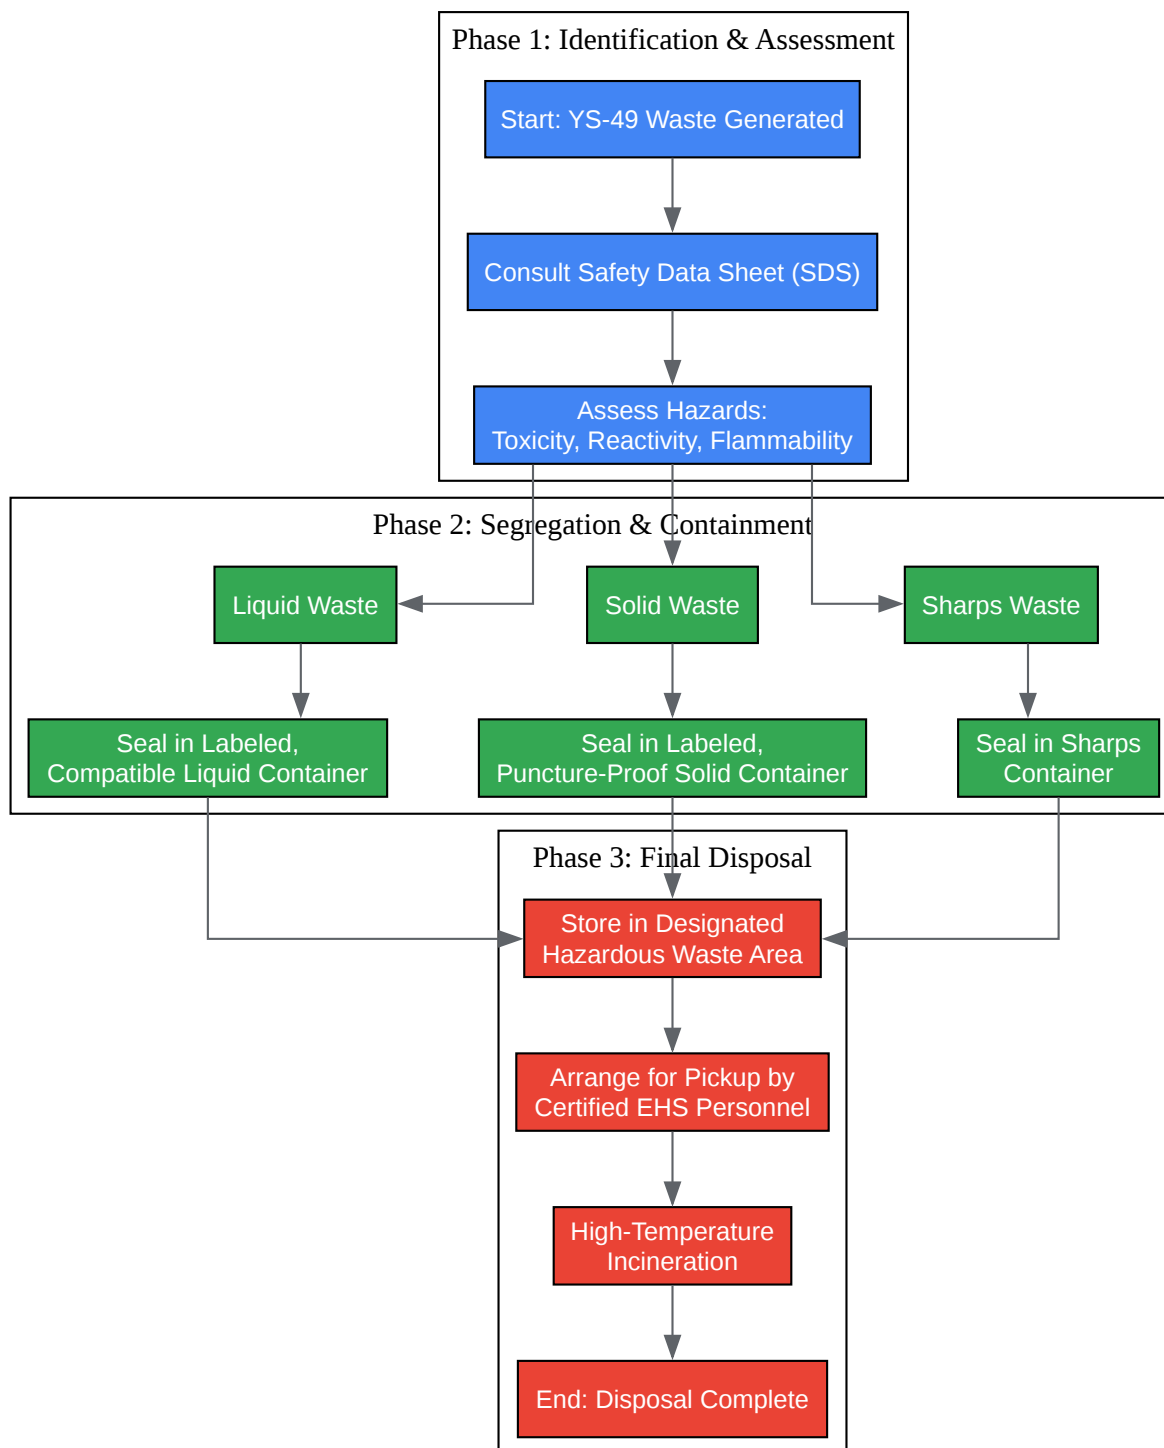 Phase 1: Identification & Assessment
Start: YS-49 Waste Generated
Consult Safety Data Sheet (SDS)
Assess Hazards:
Toxicity, Reactivity, Flammability
Phase 2: Segregation & Containment
Liquid Waste
Solid Waste
Sharps Waste
Seal in Labeled,
Compatible Liquid Container
Seal in Labeled,
Puncture-Proof Solid Container
Seal in Sharps
Container
Phase 3: Final Disposal
Store in Designated
Hazardous Waste Area
Arrange for Pickup by
Certified EHS Personnel
High-Temperature
Incineration
End: Disposal Complete